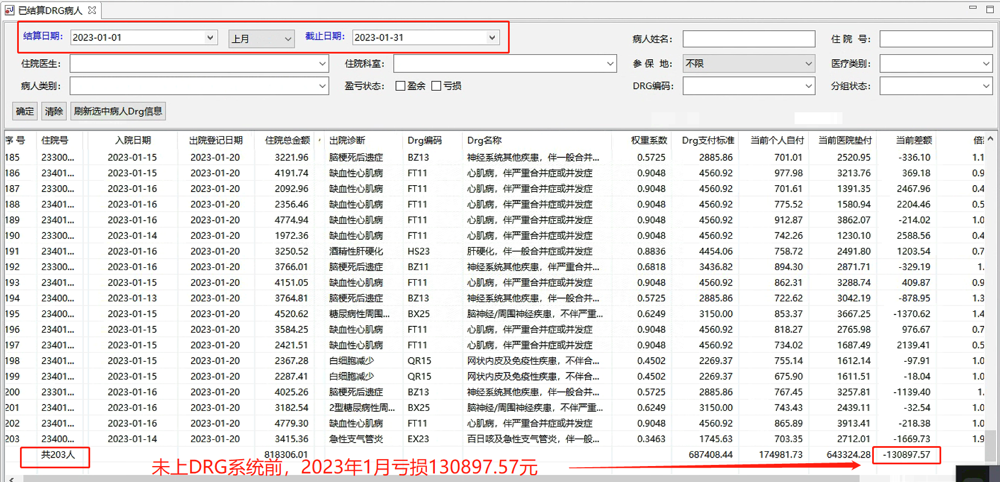 已结算DRG病人
结算日期: 2023-01-01 上月 截止日期: 2023-01-31 病人姓名: 住 院 号:
住院医生: 住院科室: 参 保 地: 不限 医疗类别:
病人类别: 盈亏状态: 盈余 亏损 DRG编码: 分组状态:
确定 清除 刷新选中病人Drg信息
序号 住院号 入院日期 出院登记日期 住院总金额 出院诊断 Drg编码 Drg名称 权重系数 Drg支付标准 当前个人自付 当前医院垫付 当前差额
185 23300... 2023-01-15 2023-01-20 3221.96 脑梗死后遗症 BZ13 神经系统其他疾患，伴一般合并... 0.5725 2885.86 701.01 2520.95 -336.10 1.1
186 23401... 2023-01-15 2023-01-20 4191.74 缺血性心肌病 FT11 心肌病，伴严重合并症或并发症 0.9048 4560.92 977.98 3213.76 369.18 0.9
187 23300... 2023-01-16 2023-01-20 2092.96 缺血性心肌病 FT11 心肌病，伴严重合并症或并发症 0.9048 4560.92 701.61 1391.35 2467.96 0.4
188 23401... 2023-01-16 2023-01-20 2356.46 缺血性心肌病 FT11 心肌病，伴严重合并症或并发症 0.9048 4560.92 775.52 1580.94 2204.46 0.5
189 23401... 2023-01-16 2023-01-20 4774.94 缺血性心肌病 FT11 心肌病，伴严重合并症或并发症 0.9048 4560.92 912.87 3862.07 -214.02 1.0
190 23300... 2023-01-14 2023-01-20 1972.36 缺血性心肌病 FT11 心肌病，伴严重合并症或并发症 0.9048 4560.92 742.26 1230.10 2588.56 0.4
191 23401... 2023-01-16 2023-01-20 3250.52 酒精性肝硬化 HS23 肝硬化，伴一般合并症或并发症 0.8836 4454.06 758.72 2491.80 1203.54 0.7
192 23300... 2023-01-16 2023-01-20 3766.01 脑梗死后遗症 BZ11 神经系统其他疾患，伴严重合并... 0.6818 3436.82 894.30 2871.71 -329.19 1.
193 23401... 2023-01-15 2023-01-20 4151.05 缺血性心肌病 FT11 心肌病，伴严重合并症或并发症 0.9048 4560.92 862.31 3288.74 409.87 0.9
194 23400... 2023-01-13 2023-01-20 3764.81 脑梗死后遗症 BZ13 神经系统其他疾患，伴一般合并... 0.5725 2885.86 722.62 3042.19 -878.95 1.3
195 23400... 2023-01-15 2023-01-20 4520.62 糖尿病性周围... BX25 脑神经/周围神经疾患，不伴严重... 0.6249 3150.00 853.37 3667.25 -1370.62 1.4
196 23401... 2023-01-15 2023-01-20 3584.25 缺血性心肌病 FT11 心肌病，伴严重合并症或并发症 0.9048 4560.92 818.27 2765.98 976.67 0.7
197 23401... 2023-01-15 2023-01-20 2421.51 缺血性心肌病 FT11 心肌病，伴严重合并症或并发症 0.9048 4560.92 734.02 1687.49 2139.41 0.5
198 23401... 2023-01-15 2023-01-20 2367.28 白细胞减少 QR15 网状内皮及免疫性疾患，不伴合... 0.4502 2269.37 755.14 1612.14 -97.91 1.0
199 23401... 2023-01-15 2023-01-20 2287.41 白细胞减少 QR15 网状内皮及免疫性疾患，不伴合... 0.4502 2269.37 675.90 1611.51 -18.04 1.0
200 23301... 2023-01-16 2023-01-20 4025.26 脑梗死后遗症 BZ13 神经系统其他疾患，伴一般合并... 0.5725 2885.86 767.45 3257.81 -1139.40 1.
201 23401... 2023-01-16 2023-01-20 3182.54 2型糖尿病性周... BX25 脑神经/周围神经疾患，不伴严重... 0.6249 3150.00 743.43 2439.11 -32.54 1.0
202 23401... 2023-01-16 2023-01-20 4779.30 缺血性心肌病 FT11 心肌病，伴严重合并症或并发症 0.9048 4560.92 865.89 3913.41 -218.38 1.0
203 23400... 2023-01-14 2023-01-20 3415.36 急性支气管炎 EX23 百日咳及急性支气管炎，伴一般... 0.3463 1745.63 703.35 2712.01 -1669.73 1.9
共203人 818306.01 687408.44 174981.73 643324.28 -130897.57
未上DRG系统前，2023年1月亏损130897.57元